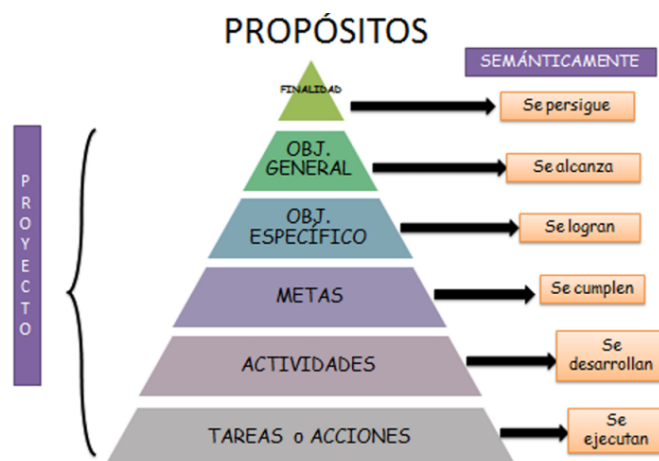 PROPÓSITOS
SEMÁNTICAMENTE
FINALIDAD
Se persigue
PROYECTO
OBJ.
GENERAL
Se alcanza
OBJ.
ESPECÍFICO
Se logran
METAS
Se cumplen
ACTIVIDADES
Se
desarrollan
TAREAS o ACCIONES
Se
ejecutan